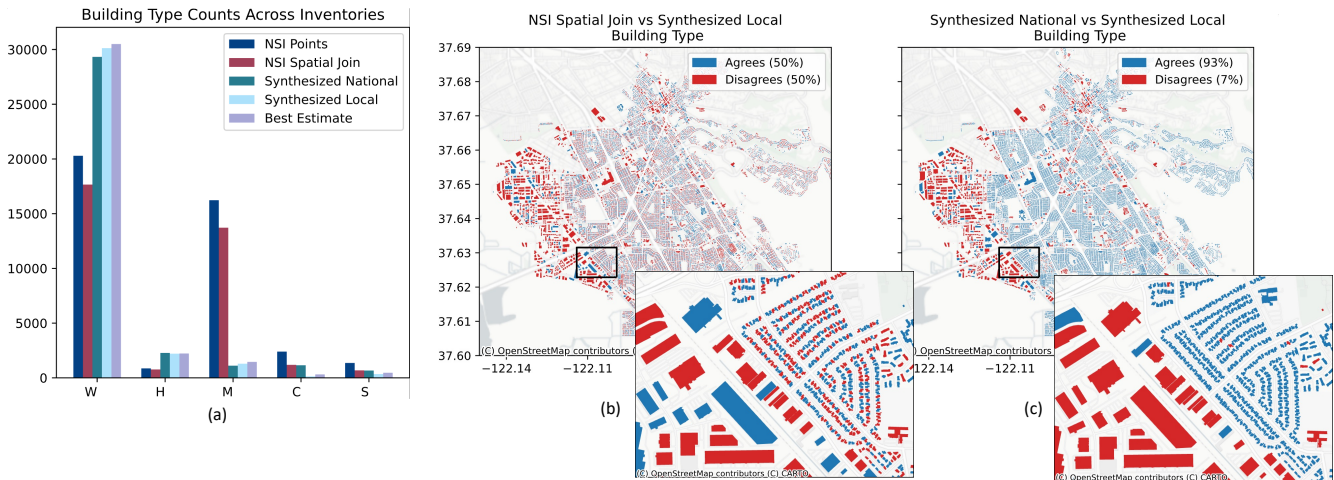 Building Type Counts Across Inventories
30000
25000
20000
15000
10000
5000
0
NSI Points
NSI Spatial Join
Synthesized National
Synthesized Local
Best Estimate
W H M C S
(a)
NSI Spatial Join vs Synthesized Local
Building Type
37.69
37.68
37.67
37.66
37.65
37.64
37.63
37.62
37.61
37.60
Agrees (50%)
Disagrees (50%)
(C) OpenStreetMap contributors (
−122.14 −122.11
(b)
(C) OpenStreetMap contributors (C) CARTO
Synthesized National vs Synthesized Local
Building Type
Agrees (93%)
Disagrees (7%)
OpenStreetMap contributors (
−122.11
(c)
(C) OpenStreetMap contributors (C) CARTO